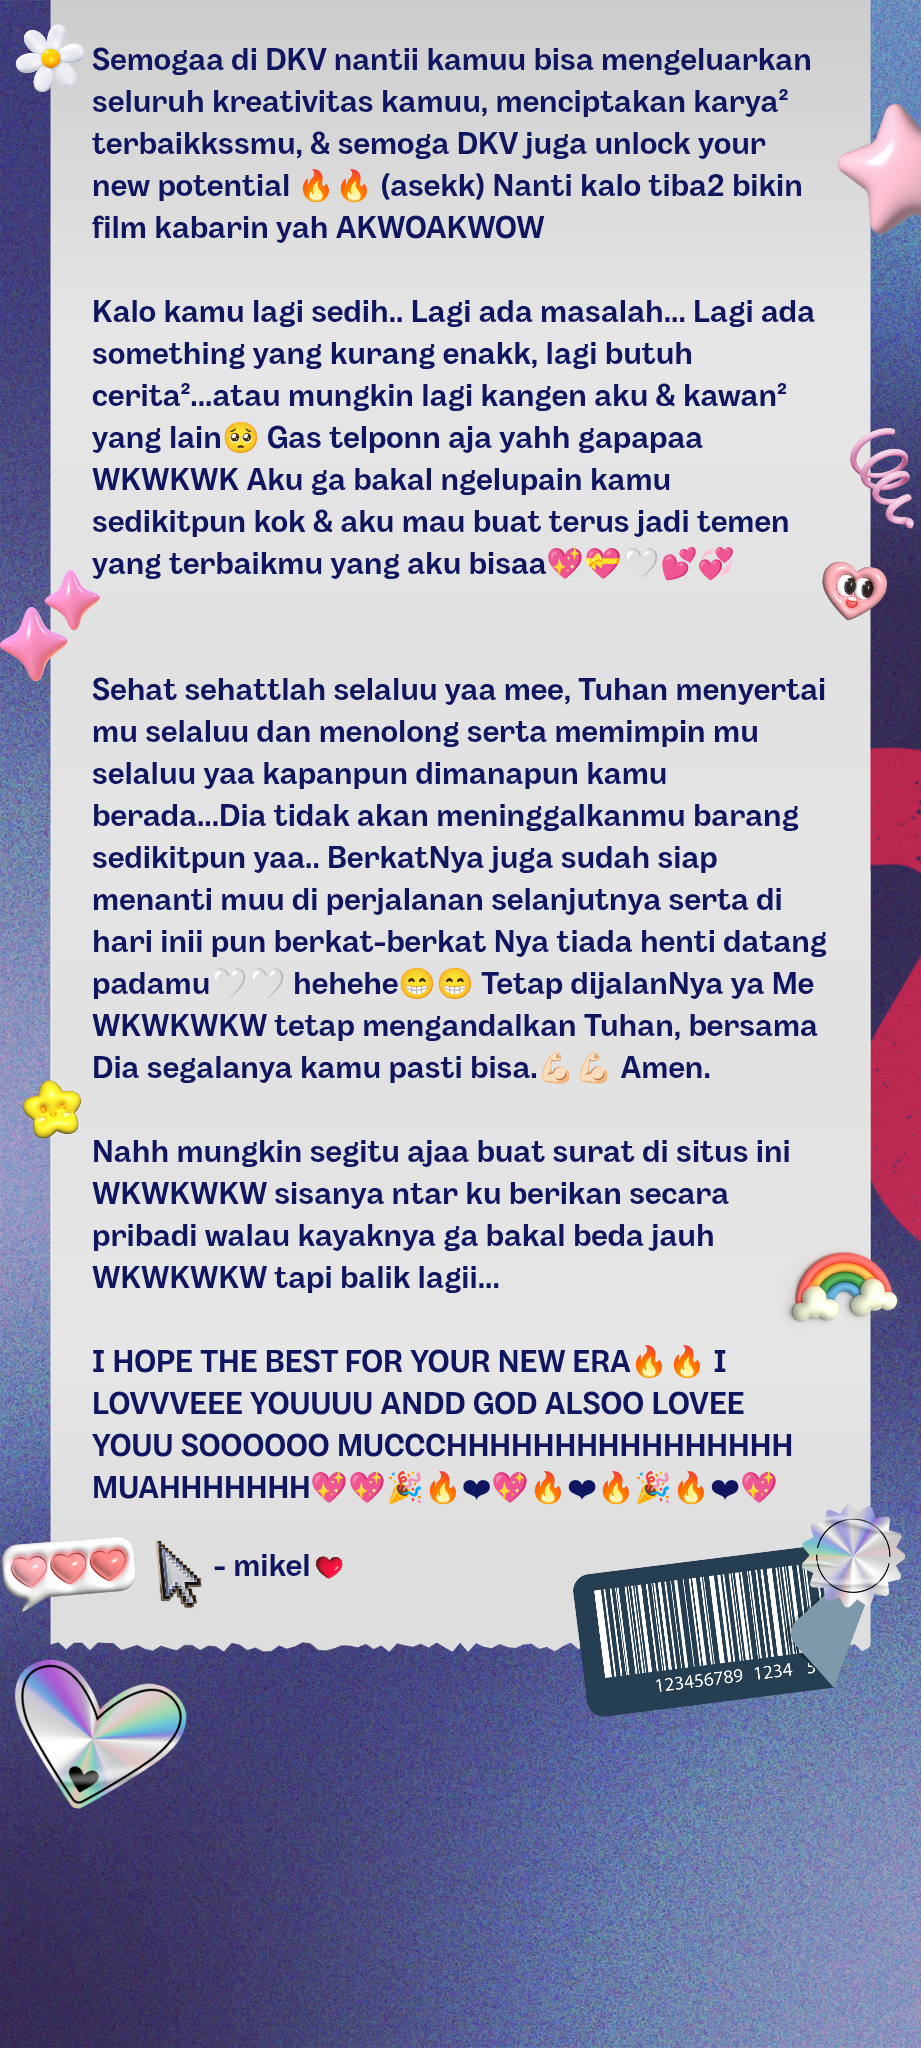 Semogaa di DKV nantii kamuu bisa mengeluarkan
seluruh kreativitas kamuu, menciptakan karya²
terbaikkssmu, & semoga DKV juga unlock your
new potential 🔥🔥 (asekk) Nanti kalo tiba2 bikin
film kabarin yah AKWOAKWOW
Kalo kamu lagi sedih.. Lagi ada masalah... Lagi ada
something yang kurang enakk, lagi butuh
cerita²...atau mungkin lagi kangen aku & kawan²
yang lain🥺 Gas telponn aja yahh gapapaa
WKWKWK Aku ga bakal ngelupain kamu
sedikitpun kok & aku mau buat terus jadi temen
yang terbaikmu yang aku bisaa💖💝🤍💕💞
Sehat sehattlah selaluu yaa mee, Tuhan menyertai
mu selaluu dan menolong serta memimpin mu
selaluu yaa kapanpun dimanapun kamu
berada...Dia tidak akan meninggalkanmu barang
sedikitpun yaa.. BerkatNya juga sudah siap
menanti muu di perjalanan selanjutnya serta di
hari inii pun berkat-berkat Nya tiada henti datang
padamu🤍🤍 hehehe😁😁 Tetap dijalanNya ya Me
WKWKWKW tetap mengandalkan Tuhan, bersama
Dia segalanya kamu pasti bisa.💪🏻💪🏻 Amen.
Nahh mungkin segitu ajaa buat surat di situs ini
WKWKWKW sisanya ntar ku berikan secara
pribadi walau kayaknya ga bakal beda jauh
WKWKWKW tapi balik lagii...
I HOPE THE BEST FOR YOUR NEW ERA🔥🔥 I
LOVVVEEE YOUUUU ANDD GOD ALSOO LOVEE
YOUU SOOOOOO MUCCCHHHHHHHHHHHHHHHH
MUAHHHHHHH💖💖🎉🔥❤💖🔥❤🔥🎉🔥❤💖
- mikel❤️
123456789 1234 5